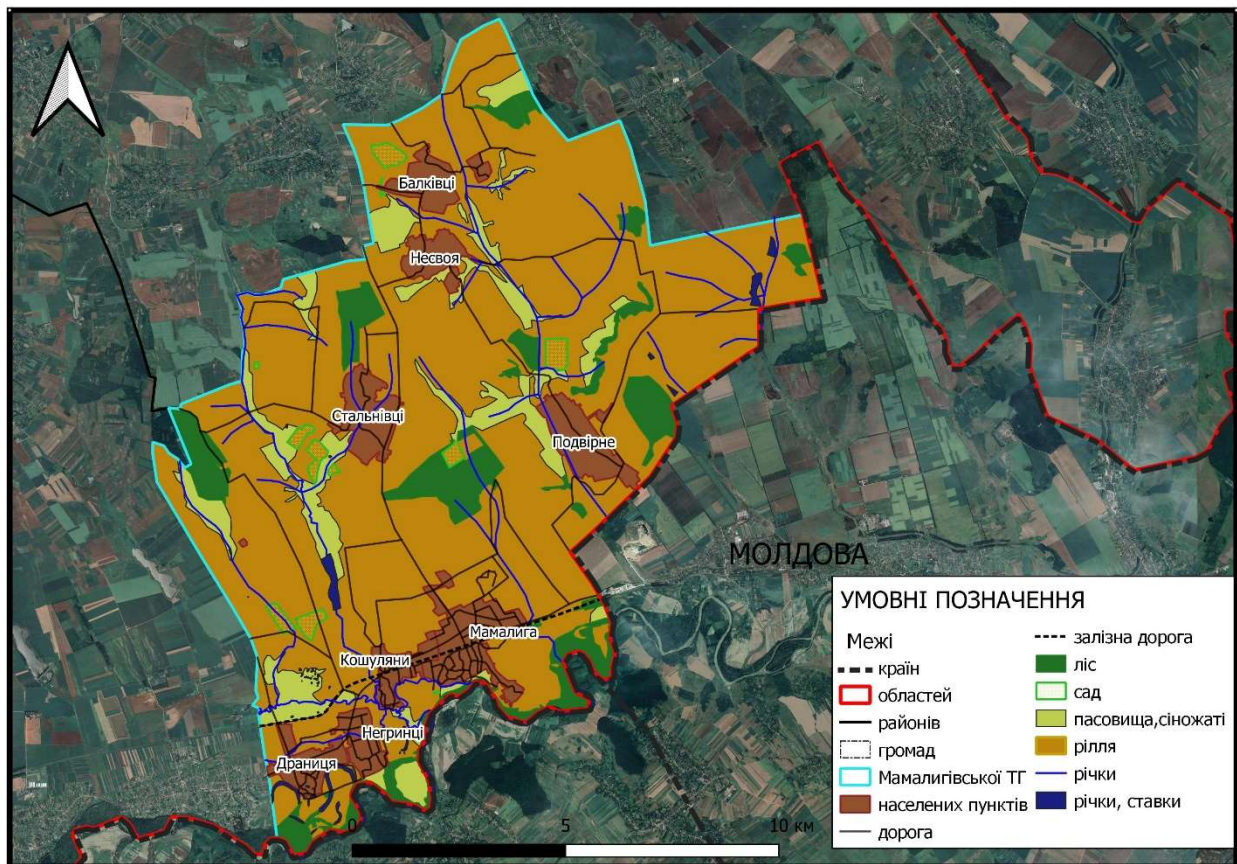 Балківці
Несвоя
Стальнівці
Подвірне
МОЛДОВА
Мамалига
Кошуляни
Негринці
Драниця
0 5 10 км
УМОВНІ ПОЗНАЧЕННЯ
Межі
країн
областей
районів
громад
Мамалигівської ТГ
населених пунктів
дорога
залізна дорога
ліс
сад
пасовища,сіножаті
рілля
річки
річки, ставки